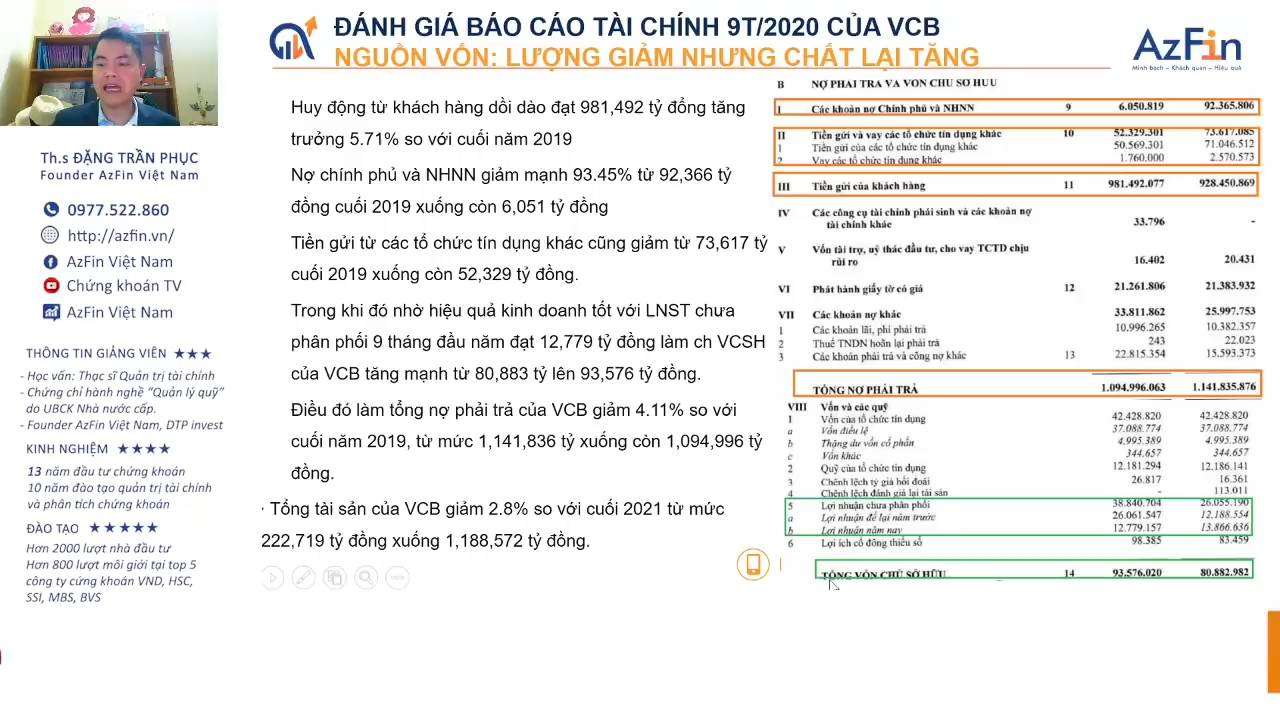 ĐÁNH GIÁ BÁO CÁO TÀI CHÍNH 9T/2020 CỦA VCB
NGUỒN VỐN: LƯỢNG GIẢM NHƯNG CHẤT LẠI TĂNG
AzFin
Minh bạch – Khách quan – Hiệu quả
Th.s ĐẶNG TRẦN PHỤC
Founder AzFin Việt Nam
0977.522.860
http://azfin.vn/
AzFin Việt Nam
Chứng khoán TV
AzFin Việt Nam
THÔNG TIN GIẢNG VIÊN ★★★
- Học vấn: Thạc sĩ Quản trị tài chính
- Chứng chỉ hành nghề “Quản lý quỹ”
do UBCK Nhà nước cấp.
- Founder AzFin Việt Nam, DTP invest
KINH NGHIỆM ★★★★
13 năm đầu tư chứng khoán
10 năm đào tạo quản trị tài chính
và phân tích chứng khoán
ĐÀO TẠO ★★★★★
Hơn 2000 lượt nhà đầu tư
Hơn 800 lượt môi giới tại top 5
công ty cứng khoán VND, HSC,
SSI, MBS, BVS
Huy động từ khách hàng dồi dào đạt 981,492 tỷ đồng tăng
trưởng 5.71% so với cuối năm 2019
Nợ chính phủ và NHNN giảm mạnh 93.45% từ 92,366 tỷ
đồng cuối 2019 xuống còn 6,051 tỷ đồng
Tiền gửi từ các tổ chức tín dụng khác cũng giảm từ 73,617 tỷ
cuối 2019 xuống còn 52,329 tỷ đồng.
Trong khi đó nhờ hiệu quả kinh doanh tốt với LNST chưa
phân phối 9 tháng đầu năm đạt 12,779 tỷ đồng làm ch VCSH
của VCB tăng mạnh từ 80,883 tỷ lên 93,576 tỷ đồng.
Điều đó làm tổng nợ phải trả của VCB giảm 4.11% so với
cuối năm 2019, từ mức 1,141,836 tỷ xuống còn 1,094,996 tỷ
đồng.
· Tổng tài sản của VCB giảm 2.8% so với cuối 2021 từ mức
222,719 tỷ đồng xuống 1,188,572 tỷ đồng.
B NỢ PHẢI TRẢ VÀ VỐN CHỦ SỞ HỮU
I Các khoản nợ Chính phủ và NHNN 9 6.050.819 92.365.806
II Tiền gửi và vay các tổ chức tín dụng khác 10 52.329.301 73.617.085
1 Tiền gửi của các tổ chức tín dụng khác 50.569.301 71.046.512
2 Vay các tổ chức tín dụng khác 1.760.000 2.570.573
III Tiền gửi của khách hàng 11 981.492.077 928.450.869
IV Các công cụ tài chính phái sinh và các khoản nợ
tài chính khác 33.796 -
V Vốn tài trợ, uỷ thác đầu tư, cho vay TCTD chịu
rủi ro 16.402 20.431
VI Phát hành giấy tờ có giá 12 21.261.806 21.383.932
VII Các khoản nợ khác 33.811.862 25.997.753
1 Các khoản lãi, phí phải trả 10.996.265 10.382.357
2 Thuế TNDN hoãn lại phải trả 243 22.023
3 Các khoản phải trả và công nợ khác 13 22.815.354 15.593.373
TỔNG NỢ PHẢI TRẢ 1.094.996.063 1.141.835.876
VIII Vốn và các quỹ
1 Vốn của tổ chức tín dụng 42.428.820 42.428.820
a Vốn điều lệ 37.088.774 37.088.774
b Thặng dư vốn cổ phần 4.995.389 4.995.389
c Vốn khác 344.657 344.657
2 Quỹ của tổ chức tín dụng 12.181.294 12.186.141
3 Chênh lệch tỷ giá hối đoái 26.817 16.361
4 Chênh lệch đánh giá lại tài sản - 113.011
5 Lợi nhuận chưa phân phối 38.840.704 26.055.190
a Lợi nhuận để lại năm trước 26.061.547 12.188.554
b Lợi nhuận năm nay 12.779.157 13.866.636
6 Lợi ích cổ đông thiểu số 98.385 83.459
TỔNG VỐN CHỦ SỞ HỮU 14 93.576.020 80.882.982